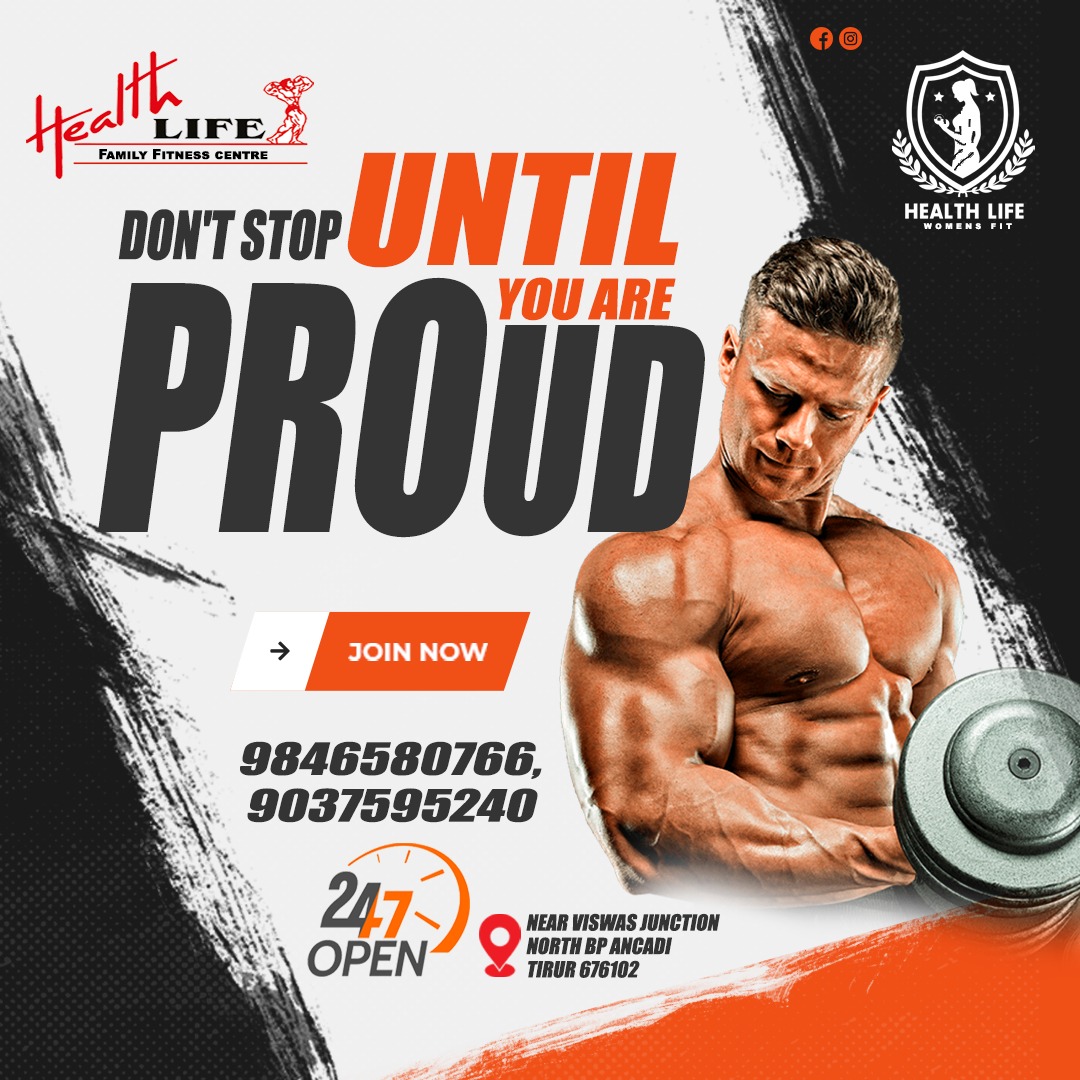 Health
LIFE
FAMILY FITNESS CENTRE
HEALTH LIFE
WOMENS FIT
DON'T STOP UNTIL
YOU ARE
PROUD
JOIN NOW
9846580766,
9037595240
24/7
OPEN
NEAR VISWAS JUNCTION
NORTH BP ANCADI
TIRUR 676102